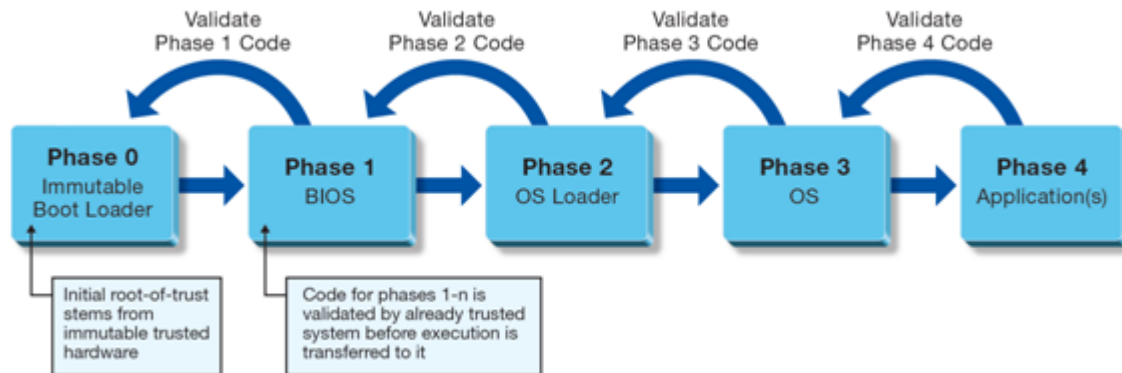 Validate
Phase 1 Code
Validate
Phase 2 Code
Validate
Phase 3 Code
Validate
Phase 4 Code
Phase 0
Immutable
Boot Loader
Phase 1
BIOS
Phase 2
OS Loader
Phase 3
OS
Phase 4
Application(s)
Initial root-of-trust
stems from
immutable trusted
hardware
Code for phases 1-n is
validated by already trusted
system before execution is
transferred to it